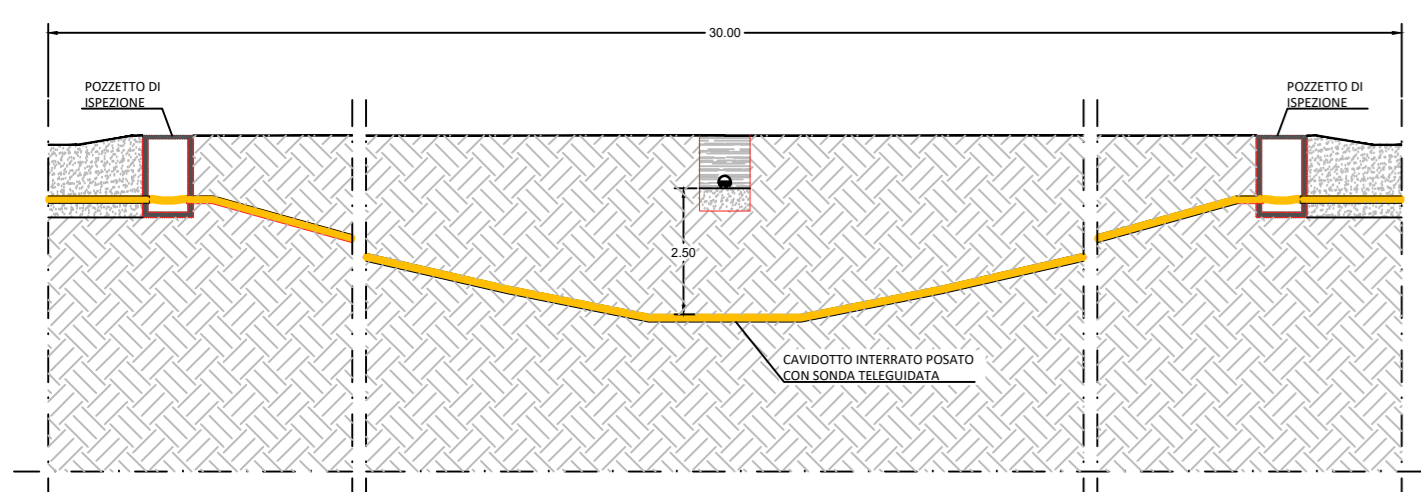 30.00
POZZETTO DI
ISPEZIONE
POZZETTO DI
ISPEZIONE
2.50
CAVIDOTTO INTERRATO POSATO
CON SONDA TELEGUIDATA